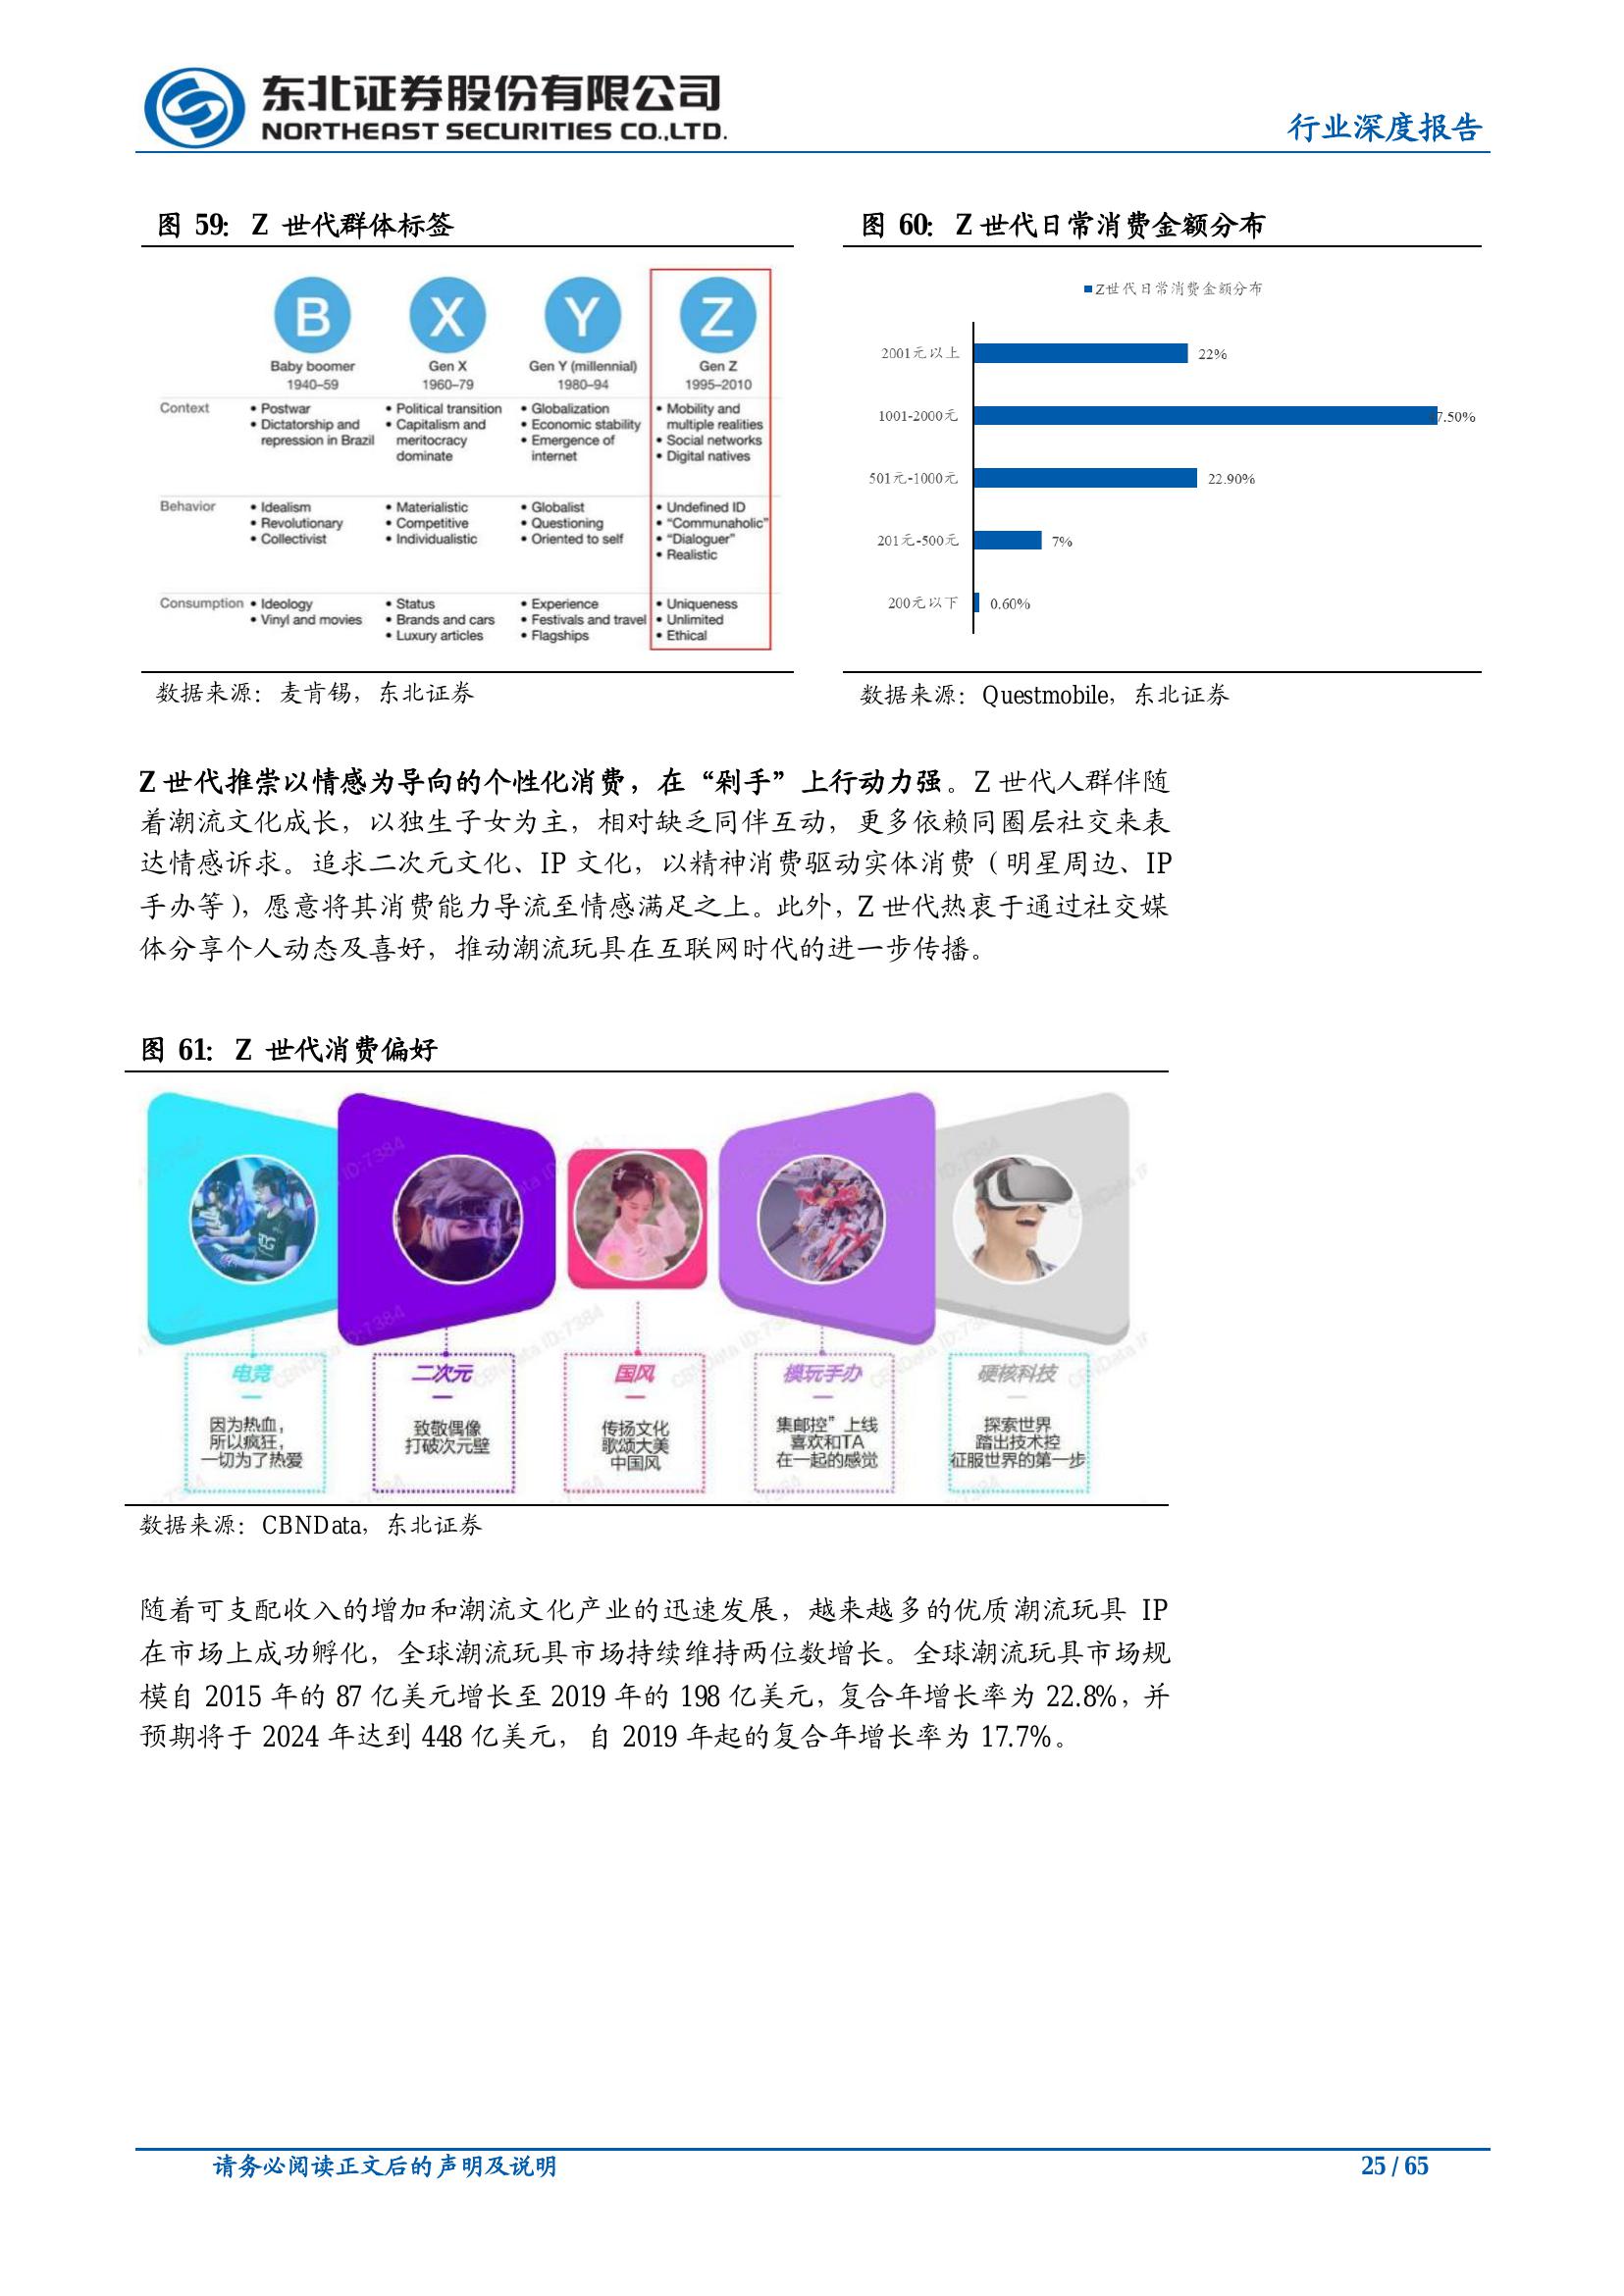 东北证券股份有限公司
NORTHEAST SECURITIES CO.,LTD.
行业深度报告
图 59：Z 世代群体标签
B X Y Z
Baby boomer Gen X Gen Y (millennial) Gen Z
1940–59 1960–79 1980–94 1995–2010
Context
• Postwar
• Dictatorship and
repression in Brazil
• Political transition
• Capitalism and
meritocracy
dominate
• Globalization
• Economic stability
• Emergence of
internet
• Mobility and
multiple realities
• Social networks
• Digital natives
Behavior
• Idealism
• Revolutionary
• Collectivist
• Materialistic
• Competitive
• Individualistic
• Globalist
• Questioning
• Oriented to self
• Undefined ID
• “Communaholic”
• “Dialoguer”
• Realistic
Consumption
• Ideology
• Vinyl and movies
• Status
• Brands and cars
• Luxury articles
• Experience
• Festivals and travel
• Flagships
• Uniqueness
• Unlimited
• Ethical
数据来源：麦肯锡，东北证券
图 60：Z 世代日常消费金额分布
Z世代日常消费金额分布
2001元以上 22%
1001-2000元 7.50%
501元-1000元 22.90%
201元-500元 7%
200元以下 0.60%
数据来源：Questmobile，东北证券
Z 世代推崇以情感为导向的个性化消费，在“剁手”上行动力强。Z 世代人群伴随
着潮流文化成长，以独生子女为主，相对缺乏同伴互动，更多依赖同圈层社交来表
达情感诉求。追求二次元文化、IP 文化，以精神消费驱动实体消费（明星周边、IP
手办等），愿意将其消费能力导流至情感满足之上。此外，Z 世代热衷于通过社交媒
体分享个人动态及喜好，推动潮流玩具在互联网时代的进一步传播。
图 61：Z 世代消费偏好
电竞
因为热血，
所以疯狂，
一切为了热爱
二次元
致敬偶像
打破次元壁
国风
传扬文化
歌颂大美
中国风
模玩手办
集邮控”上线
喜欢和TA
在一起的感觉
硬核科技
探索世界
踏出技术控
征服世界的第一步
CBNData ID:7384
数据来源：CBNData，东北证券
随着可支配收入的增加和潮流文化产业的迅速发展，越来越多的优质潮流玩具 IP
在市场上成功孵化，全球潮流玩具市场持续维持两位数增长。全球潮流玩具市场规
模自 2015 年的 87 亿美元增长至 2019 年的 198 亿美元，复合年增长率为 22.8%，并
预期将于 2024 年达到 448 亿美元，自 2019 年起的复合年增长率为 17.7%。
请务必阅读正文后的声明及说明
25 / 65